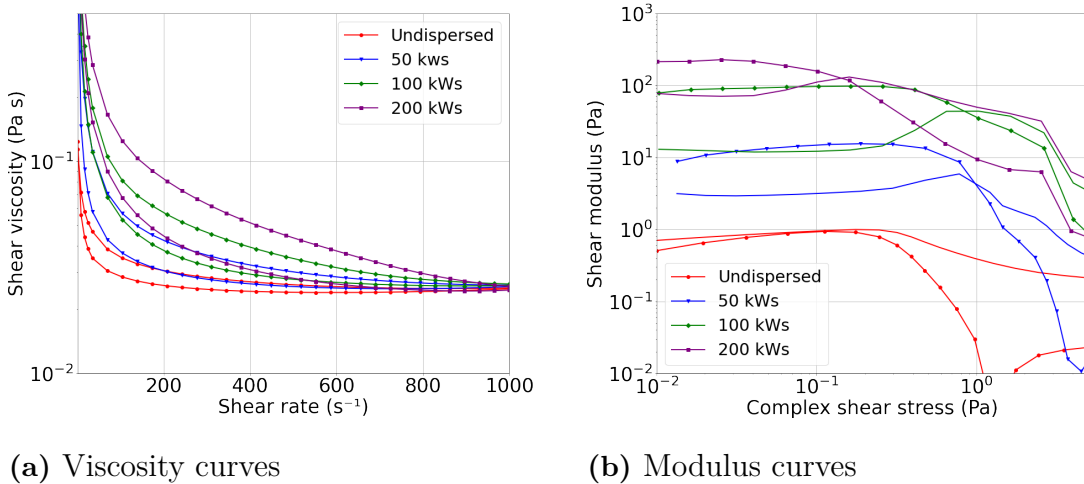 Shear viscosity (Pa s)
10⁻¹
10⁻²
200
400
600
800
1000
Shear rate (s⁻¹)
Undispersed
50 kws
100 kWs
200 kWs
Shear modulus (Pa)
10³
10²
10¹
10⁰
10⁻¹
10⁻²
10⁻²
10⁻¹
10⁰
Complex shear stress (Pa)
Undispersed
50 kWs
100 kWs
200 kWs
(a) Viscosity curves
(b) Modulus curves